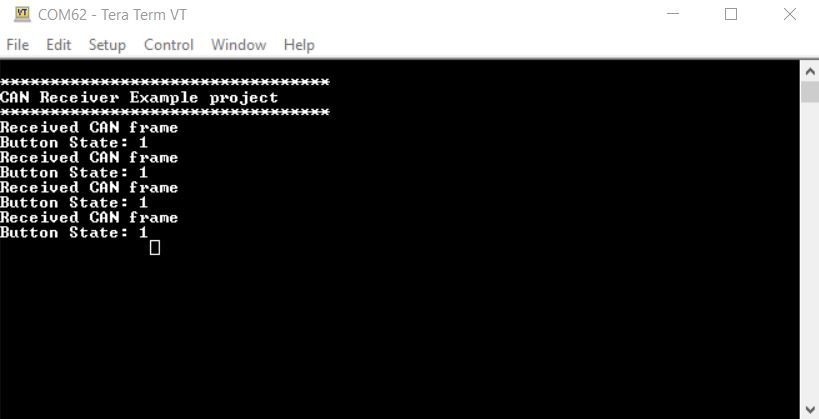 VT
COM62 - Tera Term VT
File Edit Setup Control Window Help
*********************************
CAN Receiver Example project
*********************************
Received CAN frame
Button State: 1
Received CAN frame
Button State: 1
Received CAN frame
Button State: 1
Received CAN frame
Button State: 1